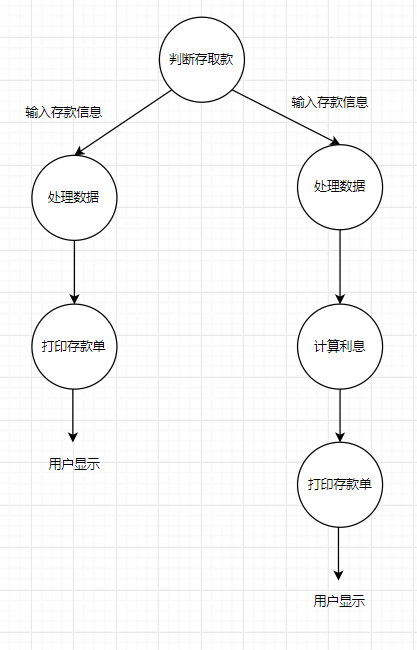 判断存取款
输入存款信息
输入存款信息
处理数据
处理数据
打印存款单
计算利息
用户显示
打印存款单
用户显示